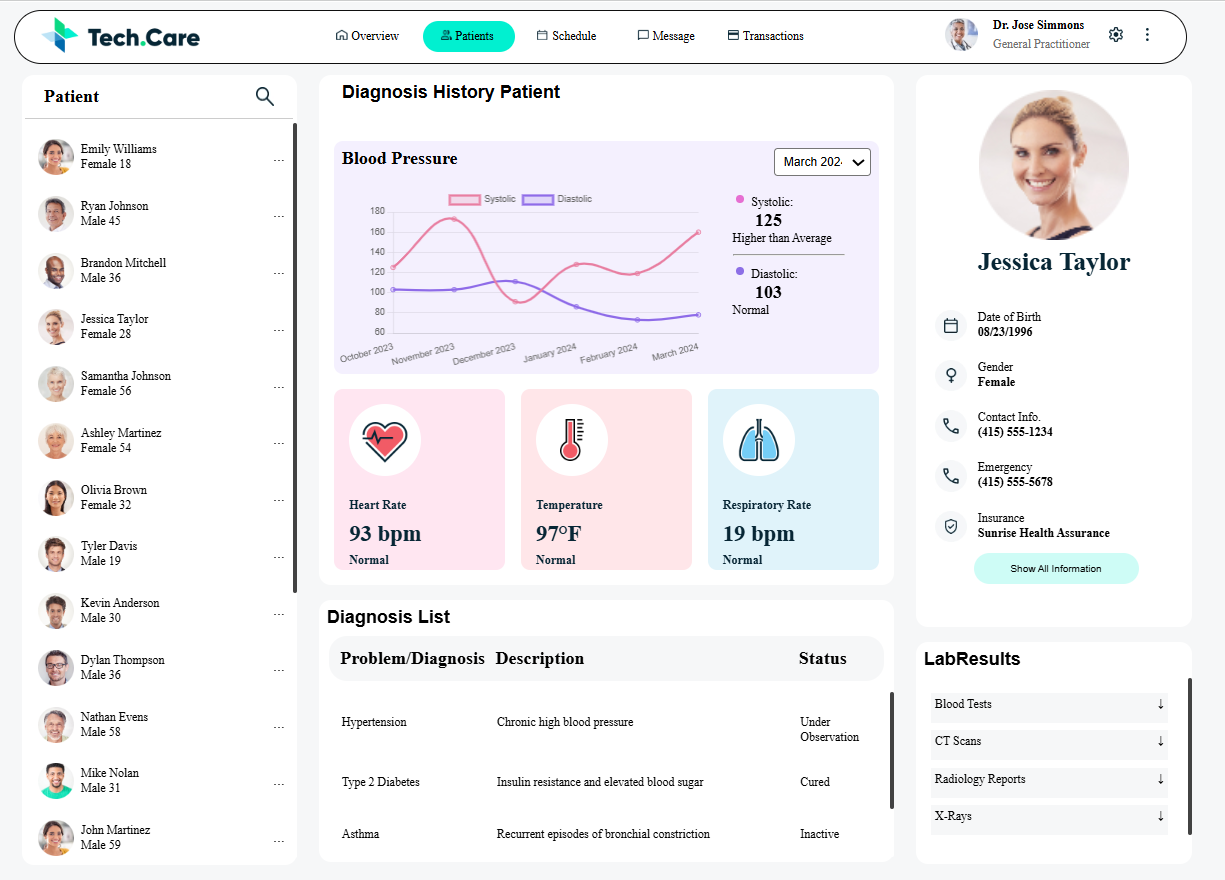 Tech.Care
Overview
Patients
Schedule
Message
Transactions
Dr. Jose Simmons
General Practitioner
Patient
Emily Williams
Female 18
...
Ryan Johnson
Male 45
...
Brandon Mitchell
Male 36
...
Jessica Taylor
Female 28
...
Samantha Johnson
Female 56
...
Ashley Martinez
Female 54
...
Olivia Brown
Female 32
...
Tyler Davis
Male 19
...
Kevin Anderson
Male 30
...
Dylan Thompson
Male 36
...
Nathan Evens
Male 58
...
Mike Nolan
Male 31
...
John Martinez
Male 59
...
Diagnosis History Patient
Blood Pressure
March 202
Systolic
Diastolic
180
160
140
120
100
80
60
October 2023
November 2023
December 2023
January 2024
February 2024
March 2024
Systolic:
125
Higher than Average
Diastolic:
103
Normal
Heart Rate
93 bpm
Normal
Temperature
97°F
Normal
Respiratory Rate
19 bpm
Normal
Diagnosis List
Problem/Diagnosis Description Status
Hypertension Chronic high blood pressure Under
Observation
Type 2 Diabetes Insulin resistance and elevated blood sugar Cured
Asthma Recurrent episodes of bronchial constriction Inactive
Jessica Taylor
Date of Birth
08/23/1996
Gender
Female
Contact Info.
(415) 555-1234
Emergency
(415) 555-5678
Insurance
Sunrise Health Assurance
Show All Information
LabResults
Blood Tests ↓
CT Scans ↓
Radiology Reports ↓
X-Rays ↓